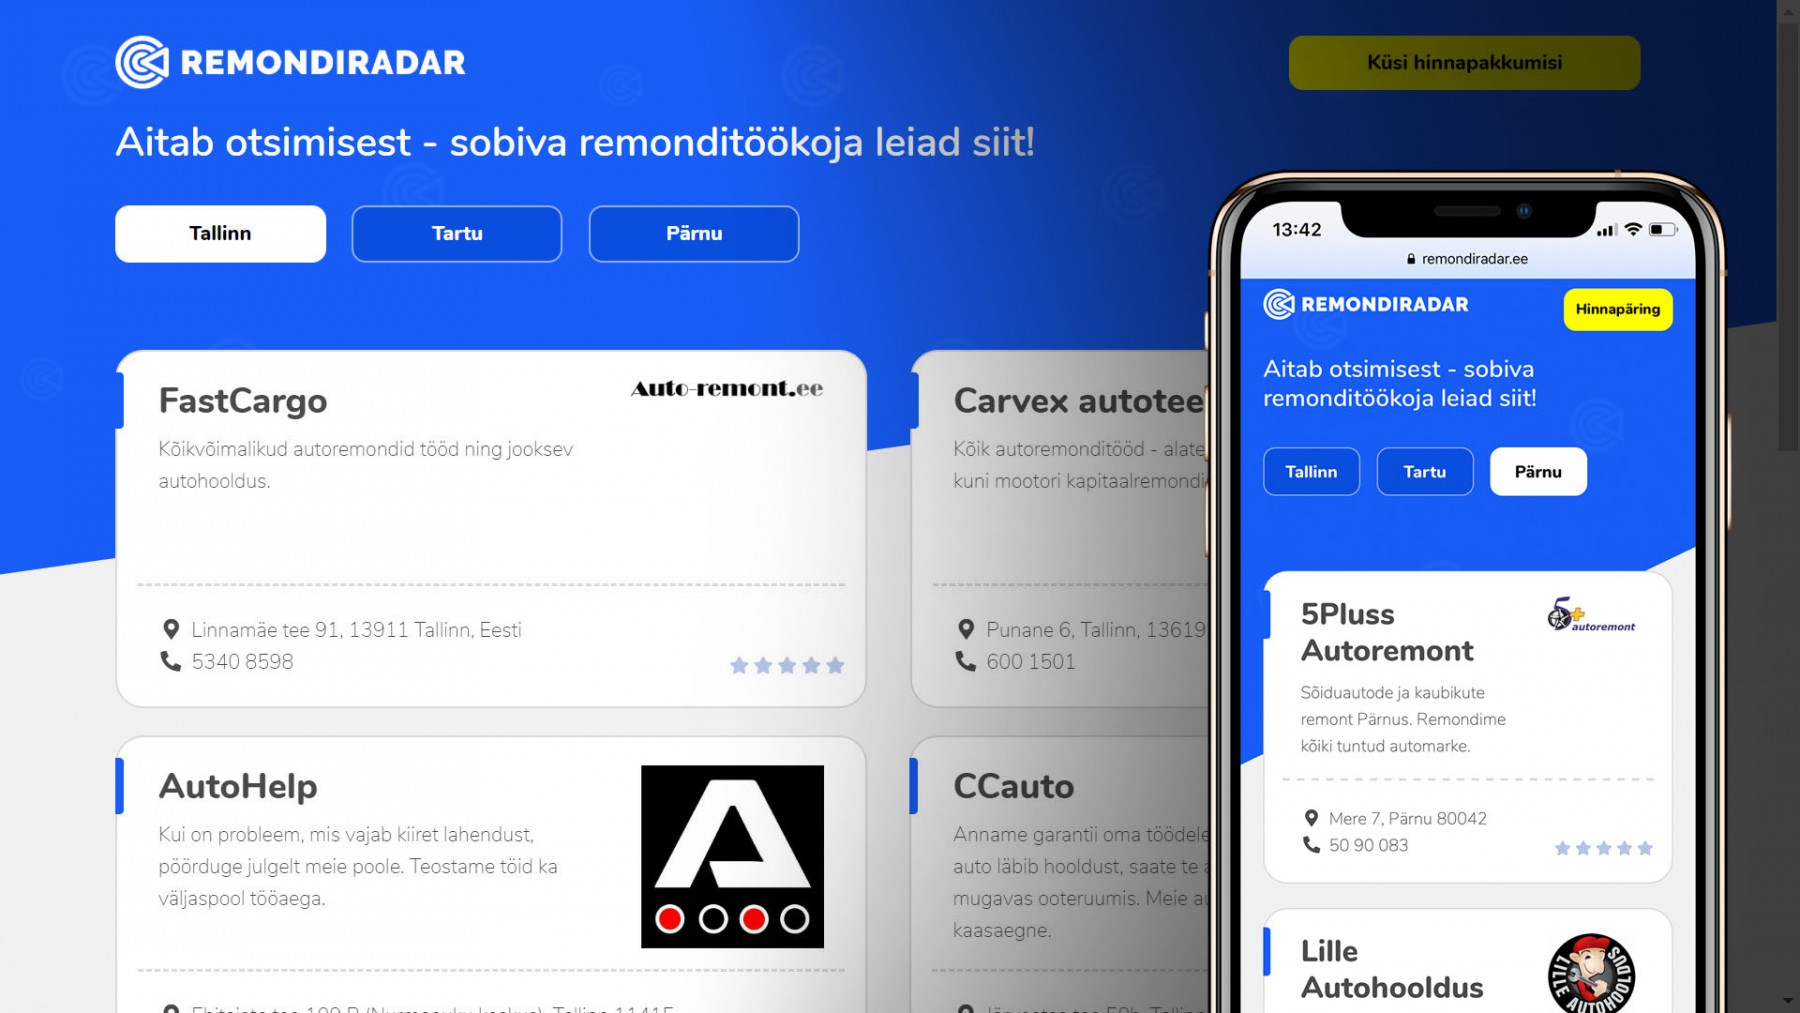 REMONDIRADAR
Küsi hinnapakkumisi
Aitab otsimisest - sobiva remonditöökoja leiad siit!
Tallinn
Tartu
Pärnu
FastCargo
Auto-remont.ee
Kõikvõimalikud autoremondid tööd ning jooksev
autohooldus.
Linnamäe tee 91, 13911 Tallinn, Eesti
5340 8598
Carvex autotee
Kõik autoremonditööd - alate
kuni mootori kapitaalremondi
Punane 6, Tallinn, 13619
600 1501
AutoHelp
A
Kui on probleem, mis vajab kiiret lahendust,
pöörduge julgelt meie poole. Teostame töid ka
väljaspool tööaega.
CCauto
Anname garantii oma töödele
auto läbib hooldust, saate te a
mugavas ooteruumis. Meie au
kaasaegne.
13:42
remondiradar.ee
REMONDIRADAR
Hinnapäring
Aitab otsimisest - sobiva
remonditöökoja leiad siit!
Tallinn
Tartu
Pärnu
5Pluss
Autoremont
5+
autoremont
Sõiduautode ja kaubikute
remont Pärnus. Remondime
kõiki tuntud automarke.
Mere 7, Pärnu 80042
50 90 083
Lille
Autohooldus
LILLE AUTOHOOLDUS